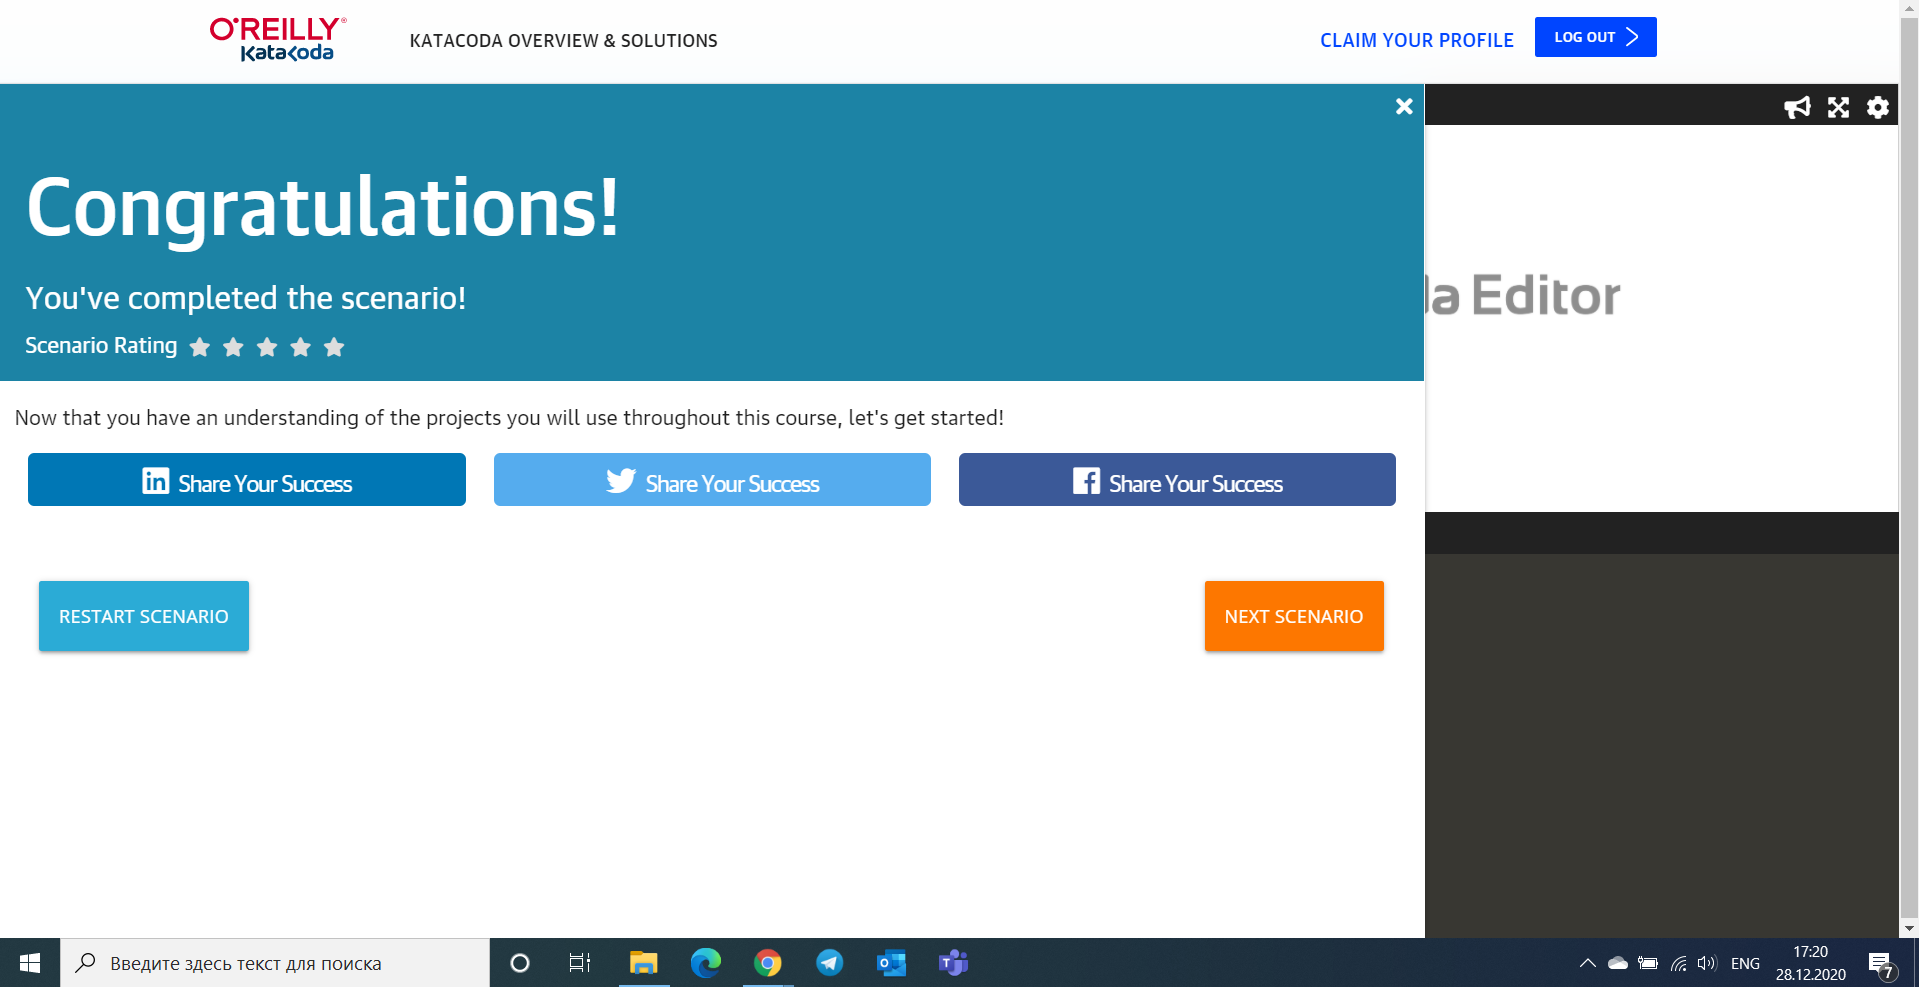 O'REILLY®
Katacoda
KATACODA OVERVIEW & SOLUTIONS
CLAIM YOUR PROFILE
LOG OUT
Congratulations!
You've completed the scenario!
Scenario Rating
da Editor
Now that you have an understanding of the projects you will use throughout this course, let's get started!
in Share Your Success
Share Your Success
f Share Your Success
RESTART SCENARIO
NEXT SCENARIO
Введите здесь текст для поиска
ENG
17:20
28.12.2020
7